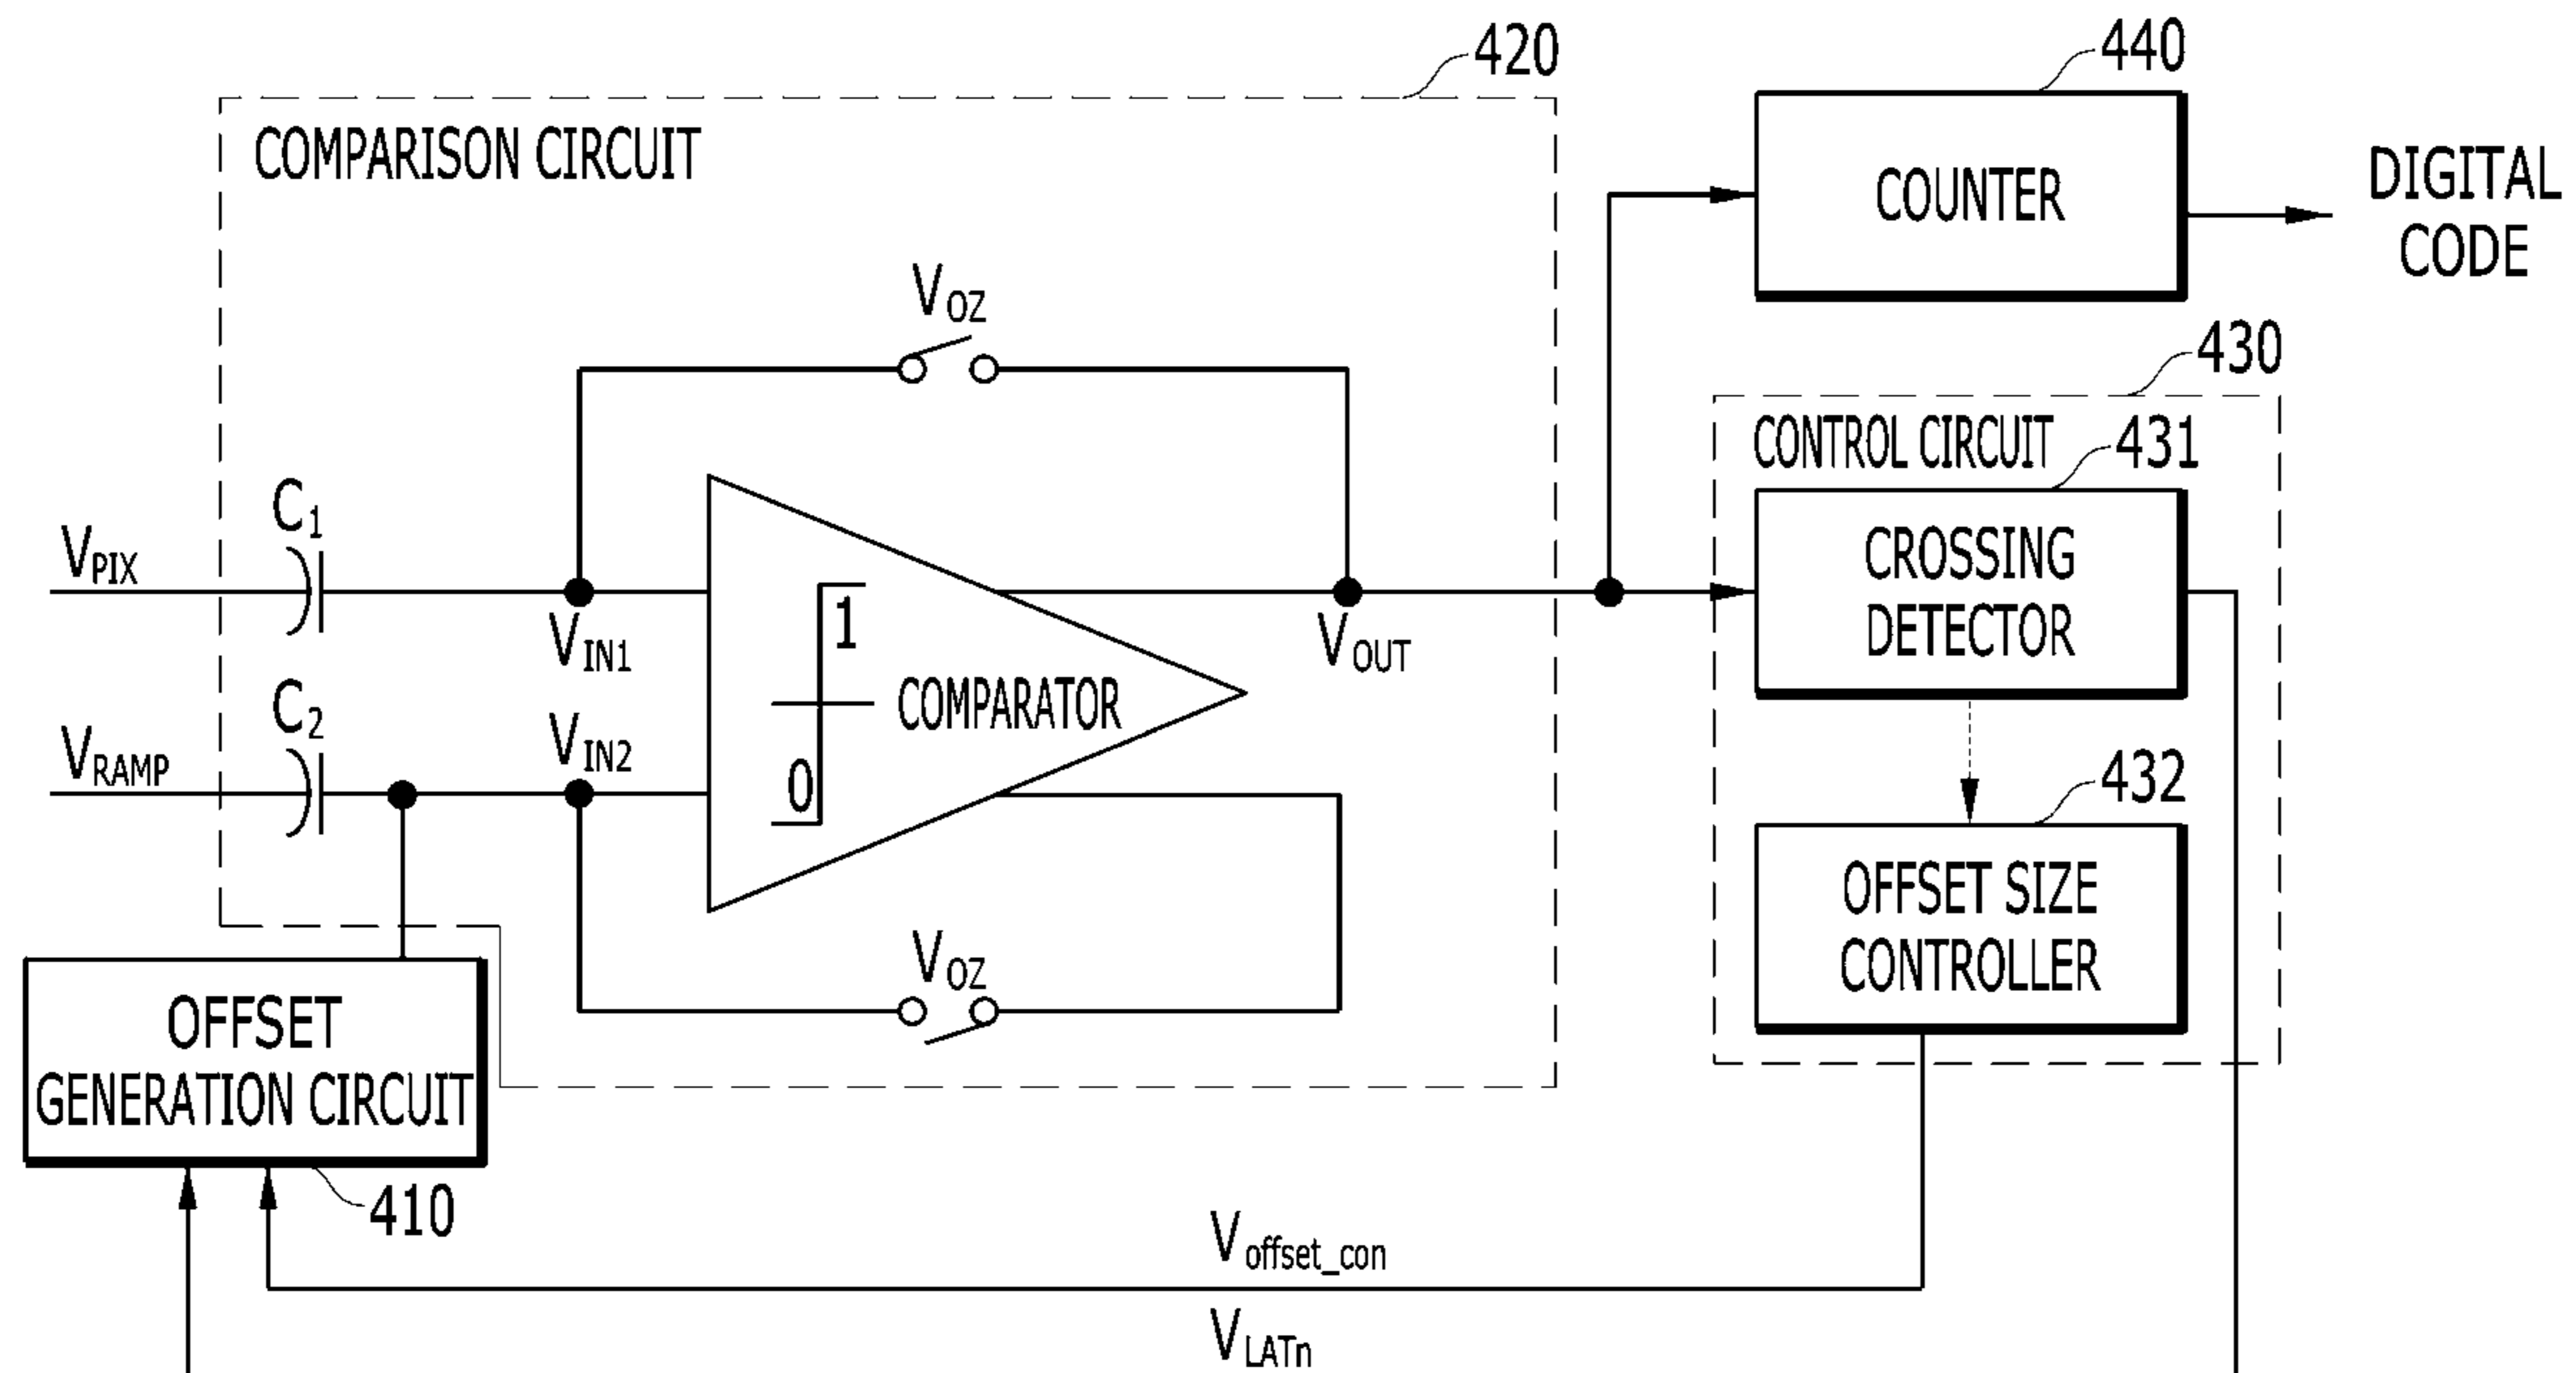 420
440
COMPARISON CIRCUIT
COUNTER
DIGITAL
CODE
VOZ
430
CONTROL CIRCUIT
431
C1
VPIX
CROSSING
DETECTOR
1
VIN1
VOUT
C2
VRAMP
VIN2
COMPARATOR
0
432
OFFSET SIZE
CONTROLLER
VOZ
OFFSET
GENERATION CIRCUIT
410
Voffset_con
VLATn